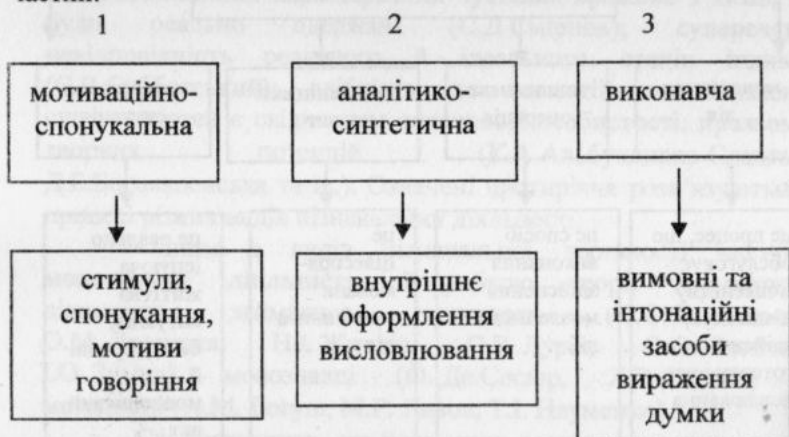 1 2 3
мотиваційно-
спонукальна
аналітико-
синтетична
виконавча
стимули,
спонукання,
мотиви
говоріння
внутрішнє
оформлення
висловлювання
вимовні і
інтонаційні
засоби
вираження
думки